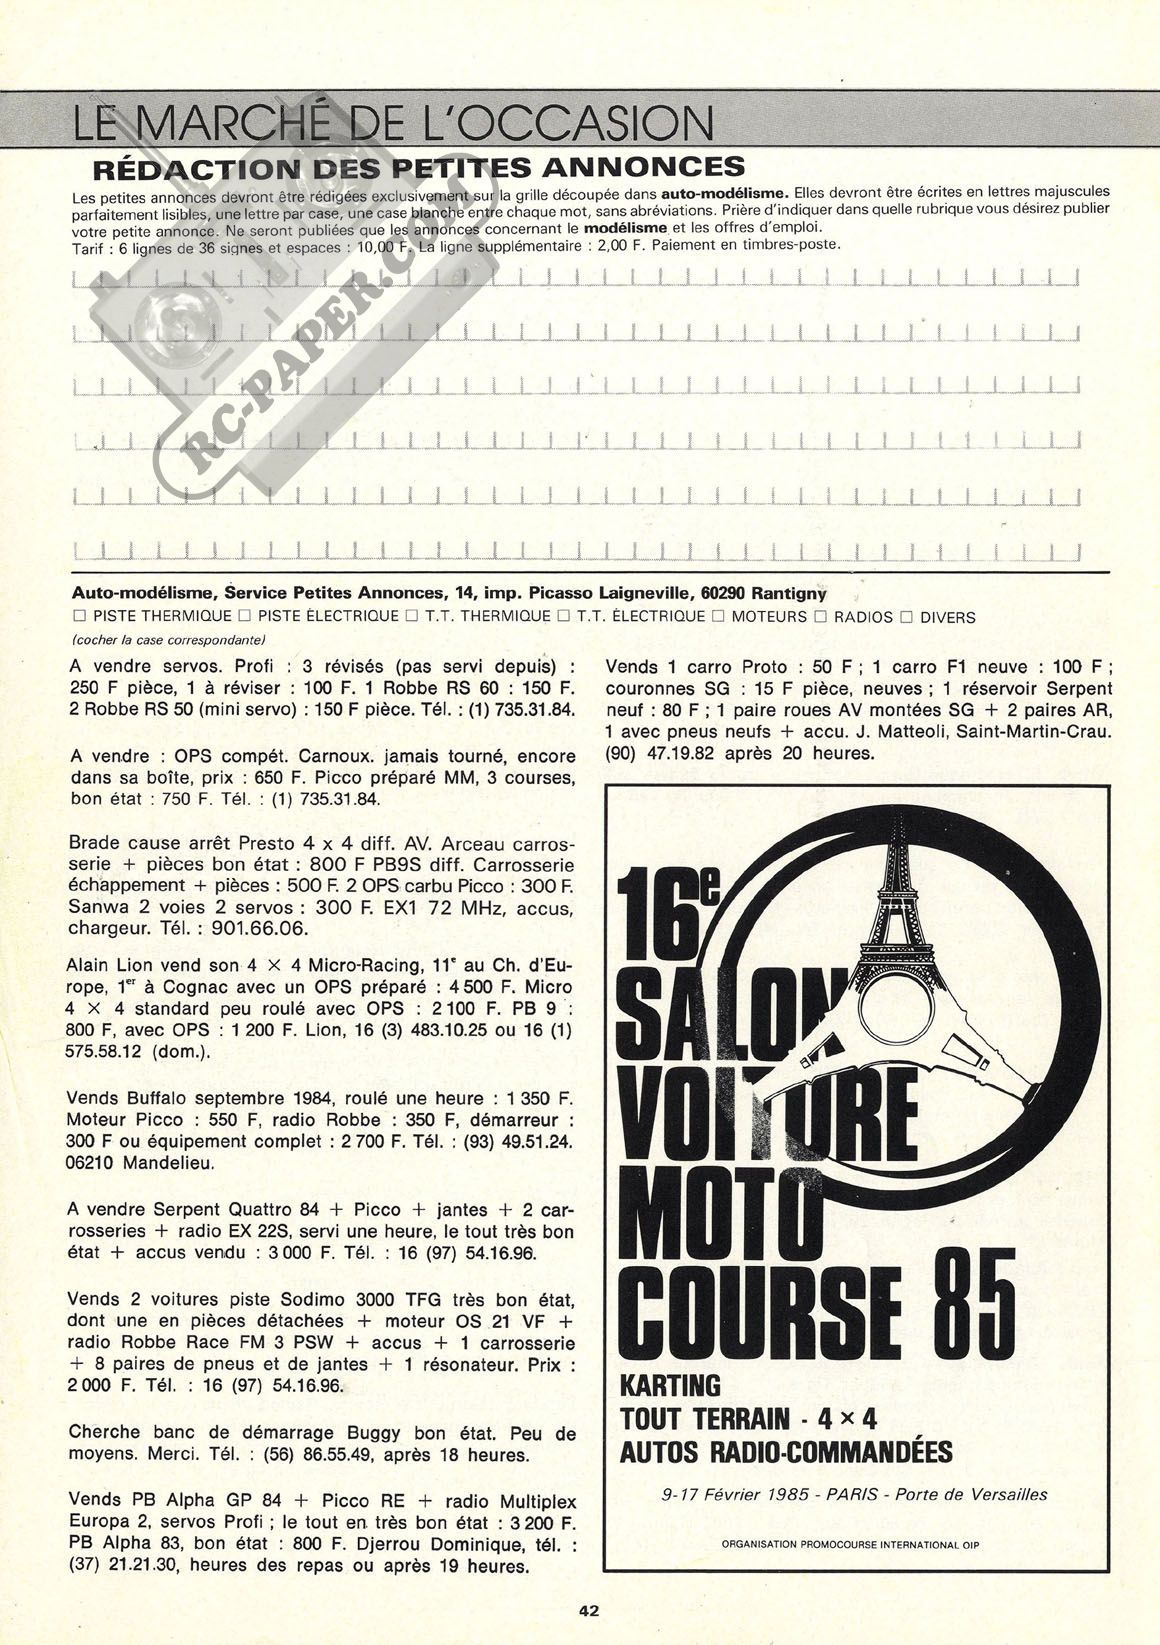 LE MARCHÉ DE L'OCCASION
RÉDACTION DES PETITES ANNONCES
Les petites annonces devront être rédigées exclusivement sur la grille découpée dans auto-modélisme. Elles devront être écrites en lettres majuscules
parfaitement lisibles, une lettre par case, une case blanche entre chaque mot, sans abréviations. Prière d'indiquer dans quelle rubrique vous désirez publier
votre petite annonce. Ne seront publiées que les annonces concernant le modélisme et les offres d'emploi.
Tarif : 6 lignes de 36 signes et espaces : 10,00 F. La ligne supplémentaire : 2,00 F. Paiement en timbres-poste.
RC-PAPER.COM
Auto-modélisme, Service Petites Annonces, 14, imp. Picasso Laigneville, 60290 Rantigny
□ PISTE THERMIQUE □ PISTE ÉLECTRIQUE □ T.T. THERMIQUE □ T.T. ÉLECTRIQUE □ MOTEURS □ RADIOS □ DIVERS
(cocher la case correspondante)
A vendre servos. Profi : 3 révisés (pas servi depuis) :
250 F pièce, 1 à réviser : 100 F. 1 Robbe RS 60 : 150 F.
2 Robbe RS 50 (mini servo) : 150 F pièce. Tél. : (1) 735.31.84.
A vendre : OPS compét. Carnoux. jamais tourné, encore
dans sa boîte, prix : 650 F. Picco préparé MM, 3 courses,
bon état : 750 F. Tél. : (1) 735.31.84.
Brade cause arrêt Presto 4 x 4 diff. AV. Arceau carros-
serie + pièces bon état : 800 F PB9S diff. Carrosserie
échappement + pièces : 500 F. 2 OPS carbu Picco : 300 F.
Sanwa 2 voies 2 servos : 300 F. EX1 72 MHz, accus,
chargeur. Tél. : 901.66.06.
Alain Lion vend son 4 × 4 Micro-Racing, 11e au Ch. d'Eu-
rope, 1er à Cognac avec un OPS préparé : 4 500 F. Micro
4 × 4 standard peu roulé avec OPS : 2 100 F. PB 9 :
800 F, avec OPS : 1 200 F. Lion, 16 (3) 483.10.25 ou 16 (1)
575.58.12 (dom.).
Vends Buffalo septembre 1984, roulé une heure : 1 350 F.
Moteur Picco : 550 F, radio Robbe : 350 F, démarreur :
300 F ou équipement complet : 2 700 F. Tél. : (93) 49.51.24.
06210 Mandelieu.
A vendre Serpent Quattro 84 + Picco + jantes + 2 car-
rosseries + radio EX 22S, servi une heure, le tout très bon
état + accus vendu : 3 000 F. Tél. : 16 (97) 54.16.96.
Vends 2 voitures piste Sodimo 3000 TFG très bon état,
dont une en pièces détachées + moteur OS 21 VF +
radio Robbe Race FM 3 PSW + accus + 1 carrosserie
+ 8 paires de pneus et de jantes + 1 résonateur. Prix :
2 000 F. Tél. : 16 (97) 54.16.96.
Cherche banc de démarrage Buggy bon état. Peu de
moyens. Merci. Tél. : (56) 86.55.49, après 18 heures.
Vends PB Alpha GP 84 + Picco RE + radio Multiplex
Europa 2, servos Profi ; le tout en très bon état : 3 200 F.
PB Alpha 83, bon état : 800 F. Djerrou Dominique, tél. :
(37) 21.21.30, heures des repas ou après 19 heures.
Vends 1 carro Proto : 50 F ; 1 carro F1 neuve : 100 F ;
couronnes SG : 15 F pièce, neuves ; 1 réservoir Serpent
neuf : 80 F ; 1 paire roues AV montées SG + 2 paires AR,
1 avec pneus neufs + accu. J. Matteoli, Saint-Martin-Crau.
(90) 47.19.82 après 20 heures.
16e
SALON
VOITURE
MOTO
COURSE 85
KARTING
TOUT TERRAIN - 4 × 4
AUTOS RADIO-COMMANDÉES
9-17 Février 1985 - PARIS - Porte de Versailles
ORGANISATION PROMOCOURSE INTERNATIONAL OIP
42